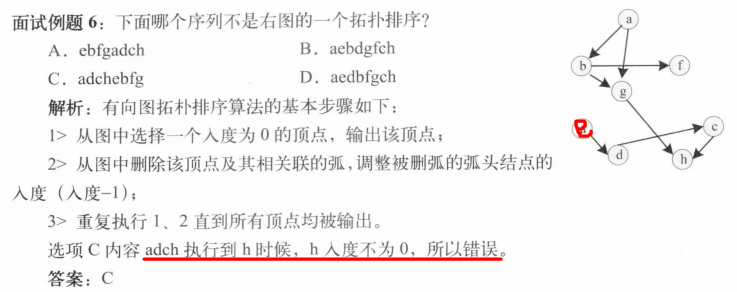 面试例题 6：下面哪个序列不是右图的一个拓扑排序？
A．ebfgadch B．aebdgfch
C．adchebfg D．aedbfgch
解析：有向图拓朴排序算法的基本步骤如下：
1> 从图中选择一个入度为 0 的顶点，输出该顶点；
2> 从图中删除该顶点及其相关联的弧，调整被删弧的弧头结点的
入度（入度-1）；
3> 重复执行 1、2 直到所有顶点均被输出。
选项 C 内容 adch 执行到 h 时候，h 入度不为 0，所以错误。
答案：C
a
b
f
g
e
c
d
h